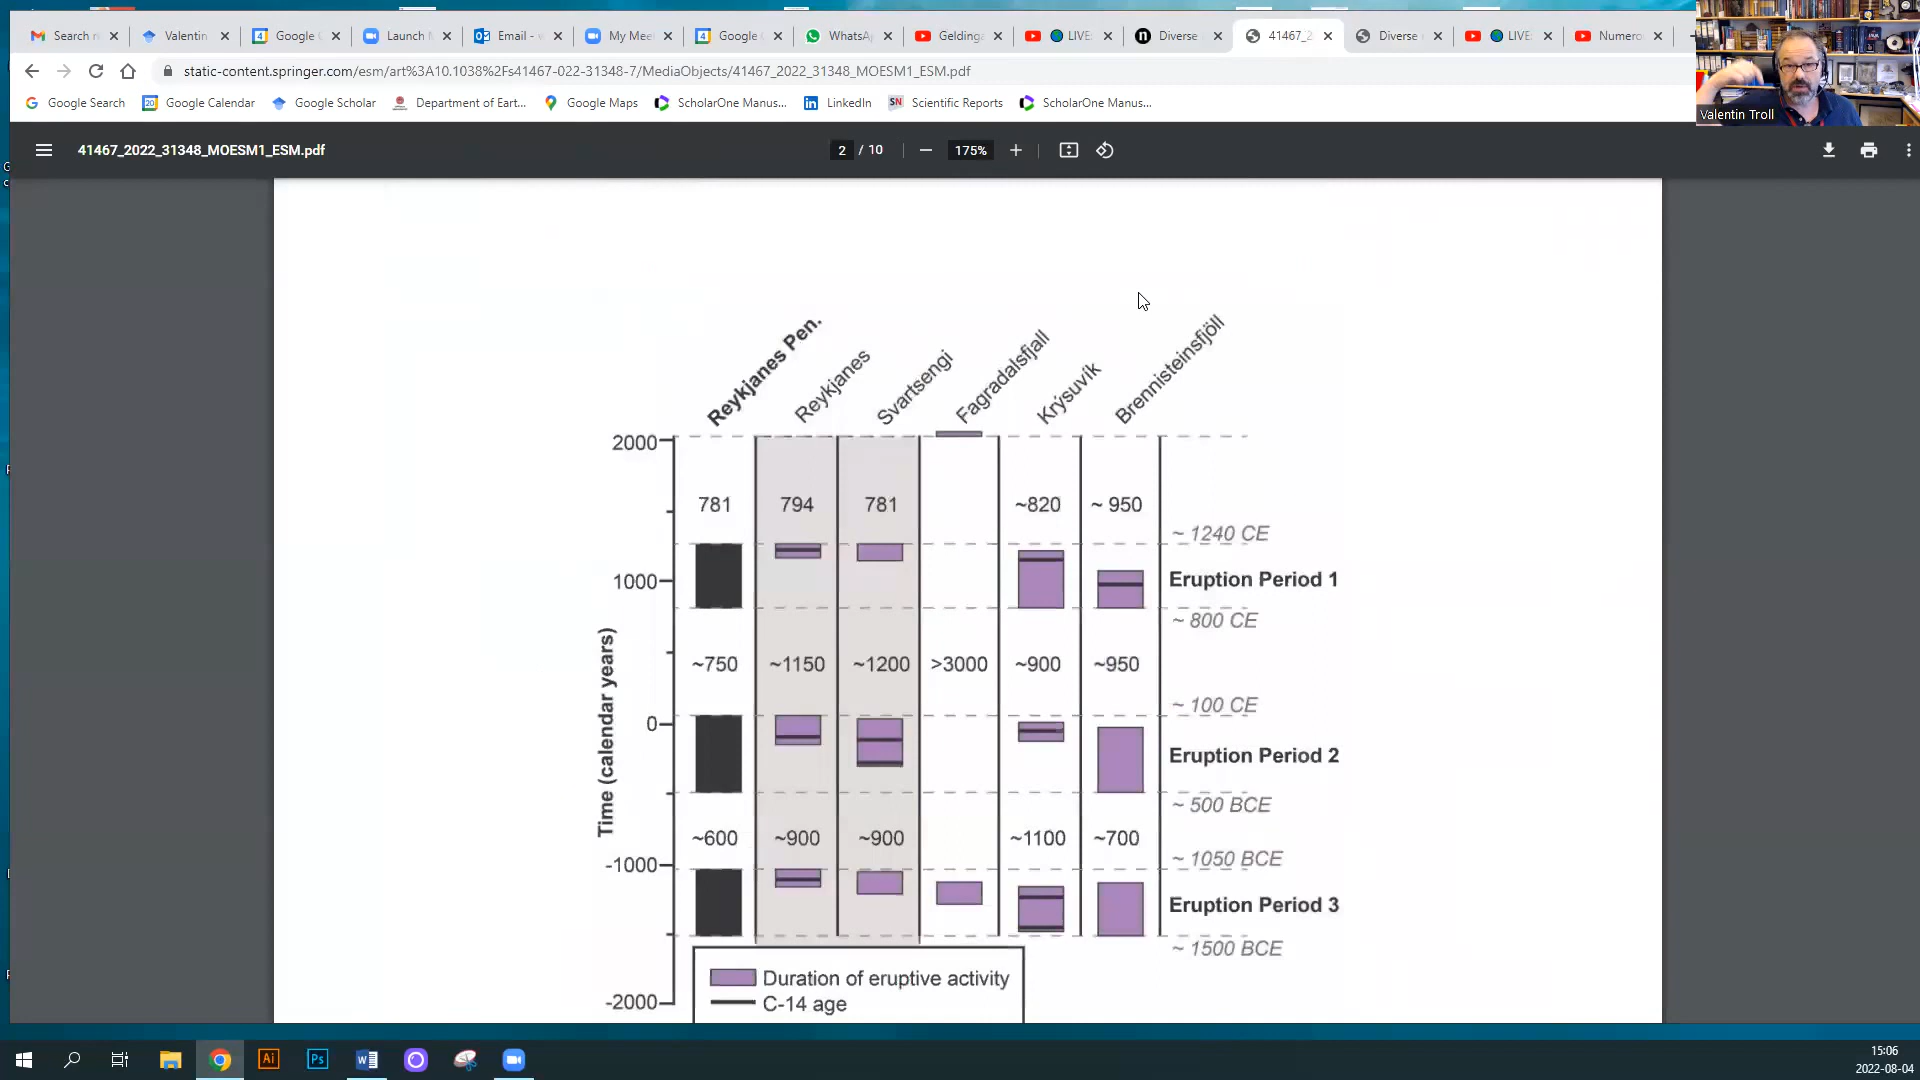 Search r
Valentin
Google C
Launch M
Email - v
My Mee
Google C
WhatsAp
Gelding
LIVE
Diverse
41467_2
Diverse
LIVE
Numero
static-content.springer.com/esm/art%3A10.1038%2Fs41467-022-31348-7/MediaObjects/41467_2022_31348_MOESM1_ESM.pdf
Google Search
Google Calendar
Google Scholar
Department of Eart...
Google Maps
ScholarOne Manus...
LinkedIn
Scientific Reports
ScholarOne Manus...
Valentin Troll
41467_2022_31348_MOESM1_ESM.pdf
2 / 10
175%
Reykjanes Pen.
Reykjanes
Svartsengi
Fagradalsfjall
Krýsuvík
Brennisteinsfjöll
2000
781 794 781 ~820 ~ 950
~ 1240 CE
1000
Eruption Period 1
~ 800 CE
~750 ~1150 ~1200 >3000 ~900 ~950
~ 100 CE
0
Eruption Period 2
~ 500 BCE
~600 ~900 ~900 ~1100 ~700
~ 1050 BCE
-1000
Eruption Period 3
~ 1500 BCE
-2000
Time (calendar years)
Duration of eruptive activity
C-14 age
15:06
2022-08-04